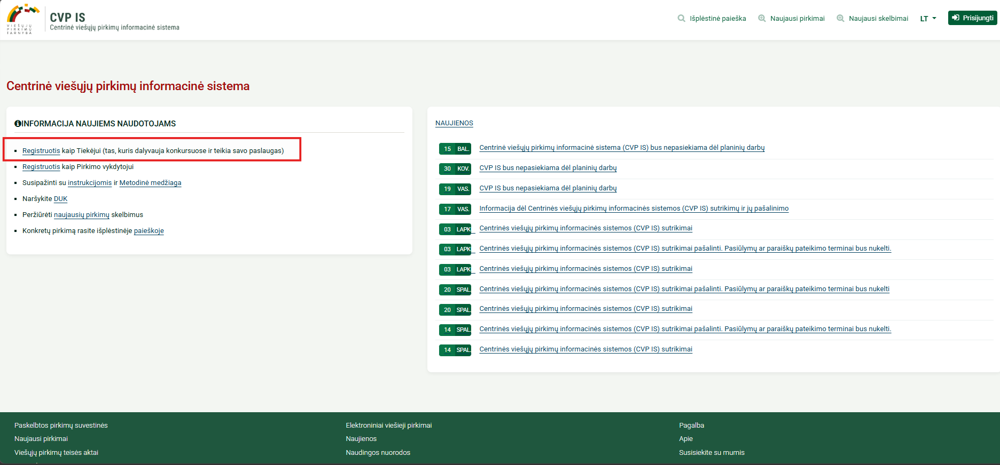 VIEŠŲJŲ
PIRKIMŲ
TARNYBA
CVP IS
Centrinė viešųjų pirkimų informacinė sistema
Išplėstinė paieška
Naujausi pirkimai
Naujausi skelbimai
LT
Prisijungti
Centrinė viešųjų pirkimų informacinė sistema
INFORMACIJA NAUJIEMS NAUDOTOJAMS
Registruotis kaip Tiekėjui (tas, kuris dalyvauja konkursuose ir teikia savo paslaugas)
Registruotis kaip Pirkimo vykdytojui
Susipažinti su instrukcijomis ir Metodinė medžiaga
Naršykite DUK
Peržiūrėti naujausių pirkimų skelbimus
Konkretų pirkimą rasite išplėstinėje paieškoje
NAUJIENOS
15 BAL. Centrinė viešųjų pirkimų informacinė sistema (CVP IS) bus nepasiekiama dėl planinių darbų
30 KOV. CVP IS bus nepasiekiama dėl planinių darbų
19 VAS. CVP IS bus nepasiekiama dėl planinių darbų
17 VAS. Informacija dėl Centrinės viešųjų pirkimų informacinės sistemos (CVP IS) sutrikimų ir jų pašalinimo
03 LAPK Centrinės viešųjų pirkimų informacinės sistemos (CVP IS) sutrikimai
03 LAPK Centrinės viešųjų pirkimų informacinės sistemos (CVP IS) sutrikimai pašalinti. Pasiūlymų ar paraiškų pateikimo terminai bus nukelti.
03 LAPK Centrinės viešųjų pirkimų informacinės sistemos (CVP IS) sutrikimai
20 SPAL. Centrinės viešųjų pirkimų informacinės sistemos (CVP IS) sutrikimai pašalinti. Pasiūlymų ar paraiškų pateikimo terminai bus nukelti
20 SPAL. Centrinės viešųjų pirkimų informacinės sistemos (CVP IS) sutrikimai
14 SPAL. Centrinės viešųjų pirkimų informacinės sistemos (CVP IS) sutrikimai pašalinti. Pasiūlymų ar paraiškų pateikimo terminai bus nukelti.
14 SPAL. Centrinės viešųjų pirkimų informacinės sistemos (CVP IS) sutrikimai
Paskelbtos pirkimų suvestinės
Naujausi pirkimai
Viešųjų pirkimų teisės aktai
Elektroniniai viešieji pirkimai
Naujienos
Naudingos nuorodos
Pagalba
Apie
Susisiekite su mumis